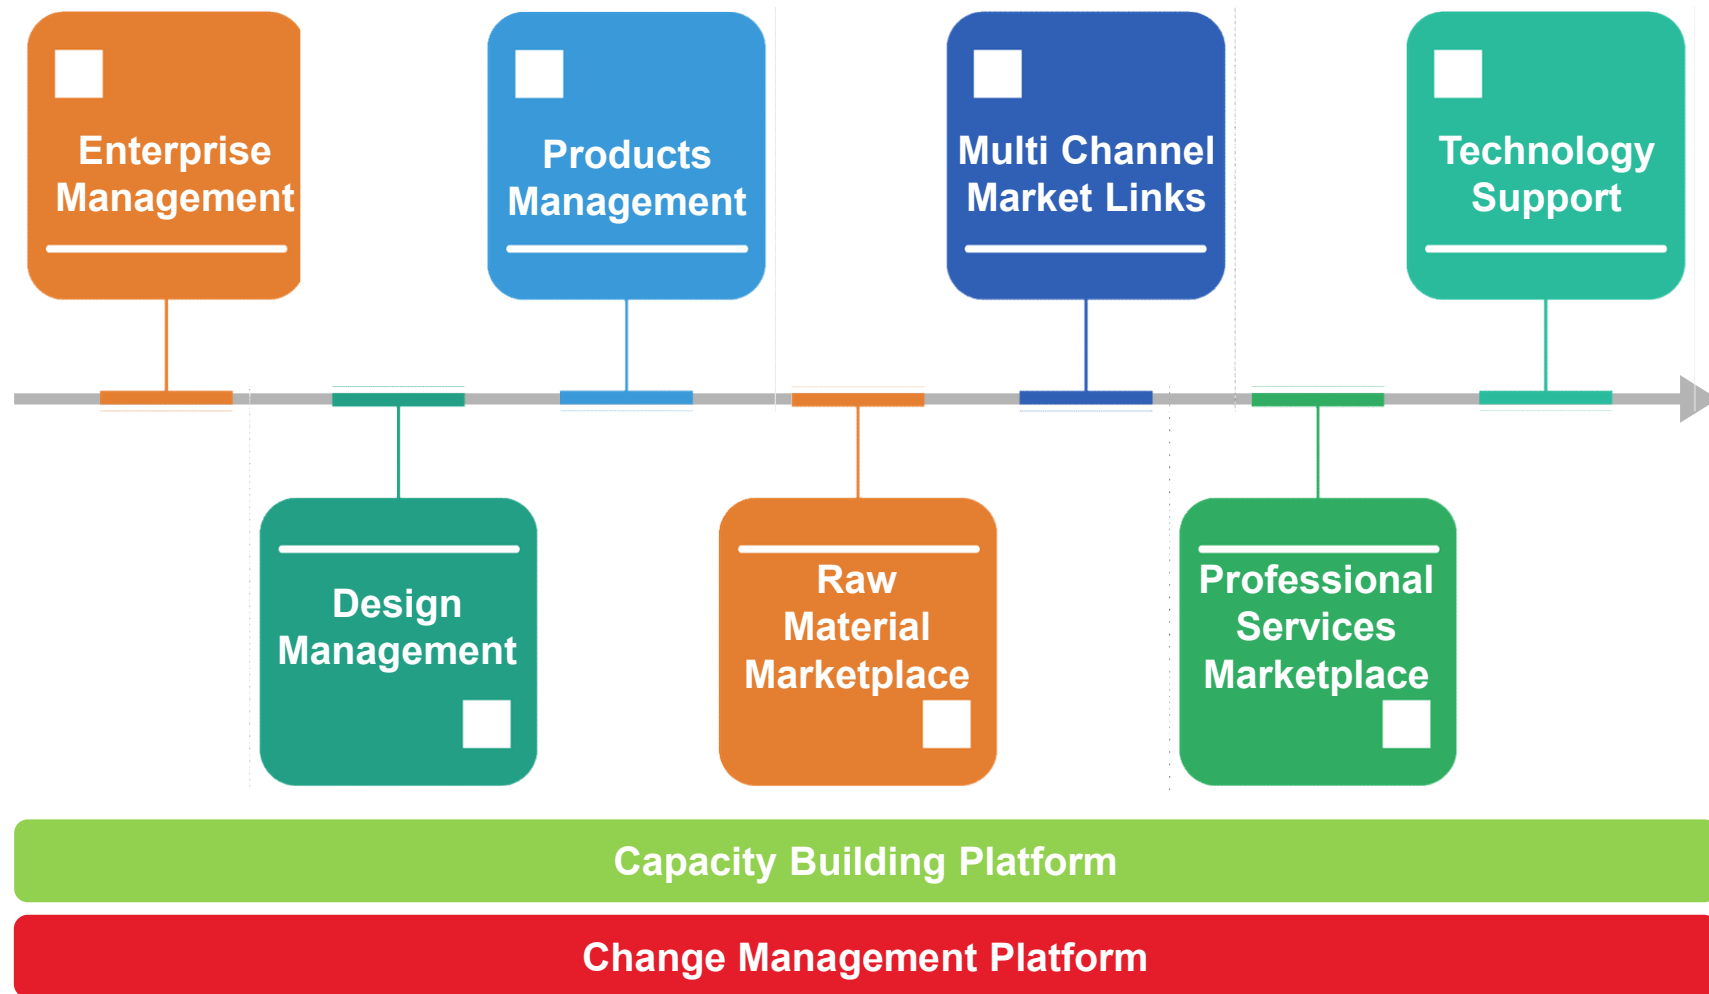 Enterprise
Management
Products
Management
Multi Channel
Market Links
Technology
Support
Design
Management
Raw
Material
Marketplace
Professional
Services
Marketplace
Capacity Building Platform
Change Management Platform